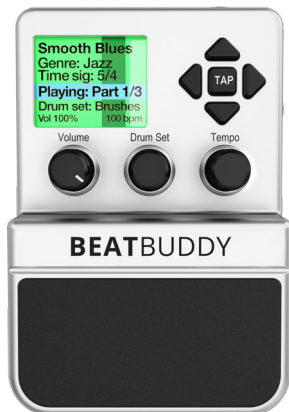 Smooth Blues
Genre: Jazz
Time sig: 5/4
Playing: Part 1/3
Drum set: Brushes
Vol 100% 100 bpm
TAP
Volume Drum Set Tempo
BEATBUDDY